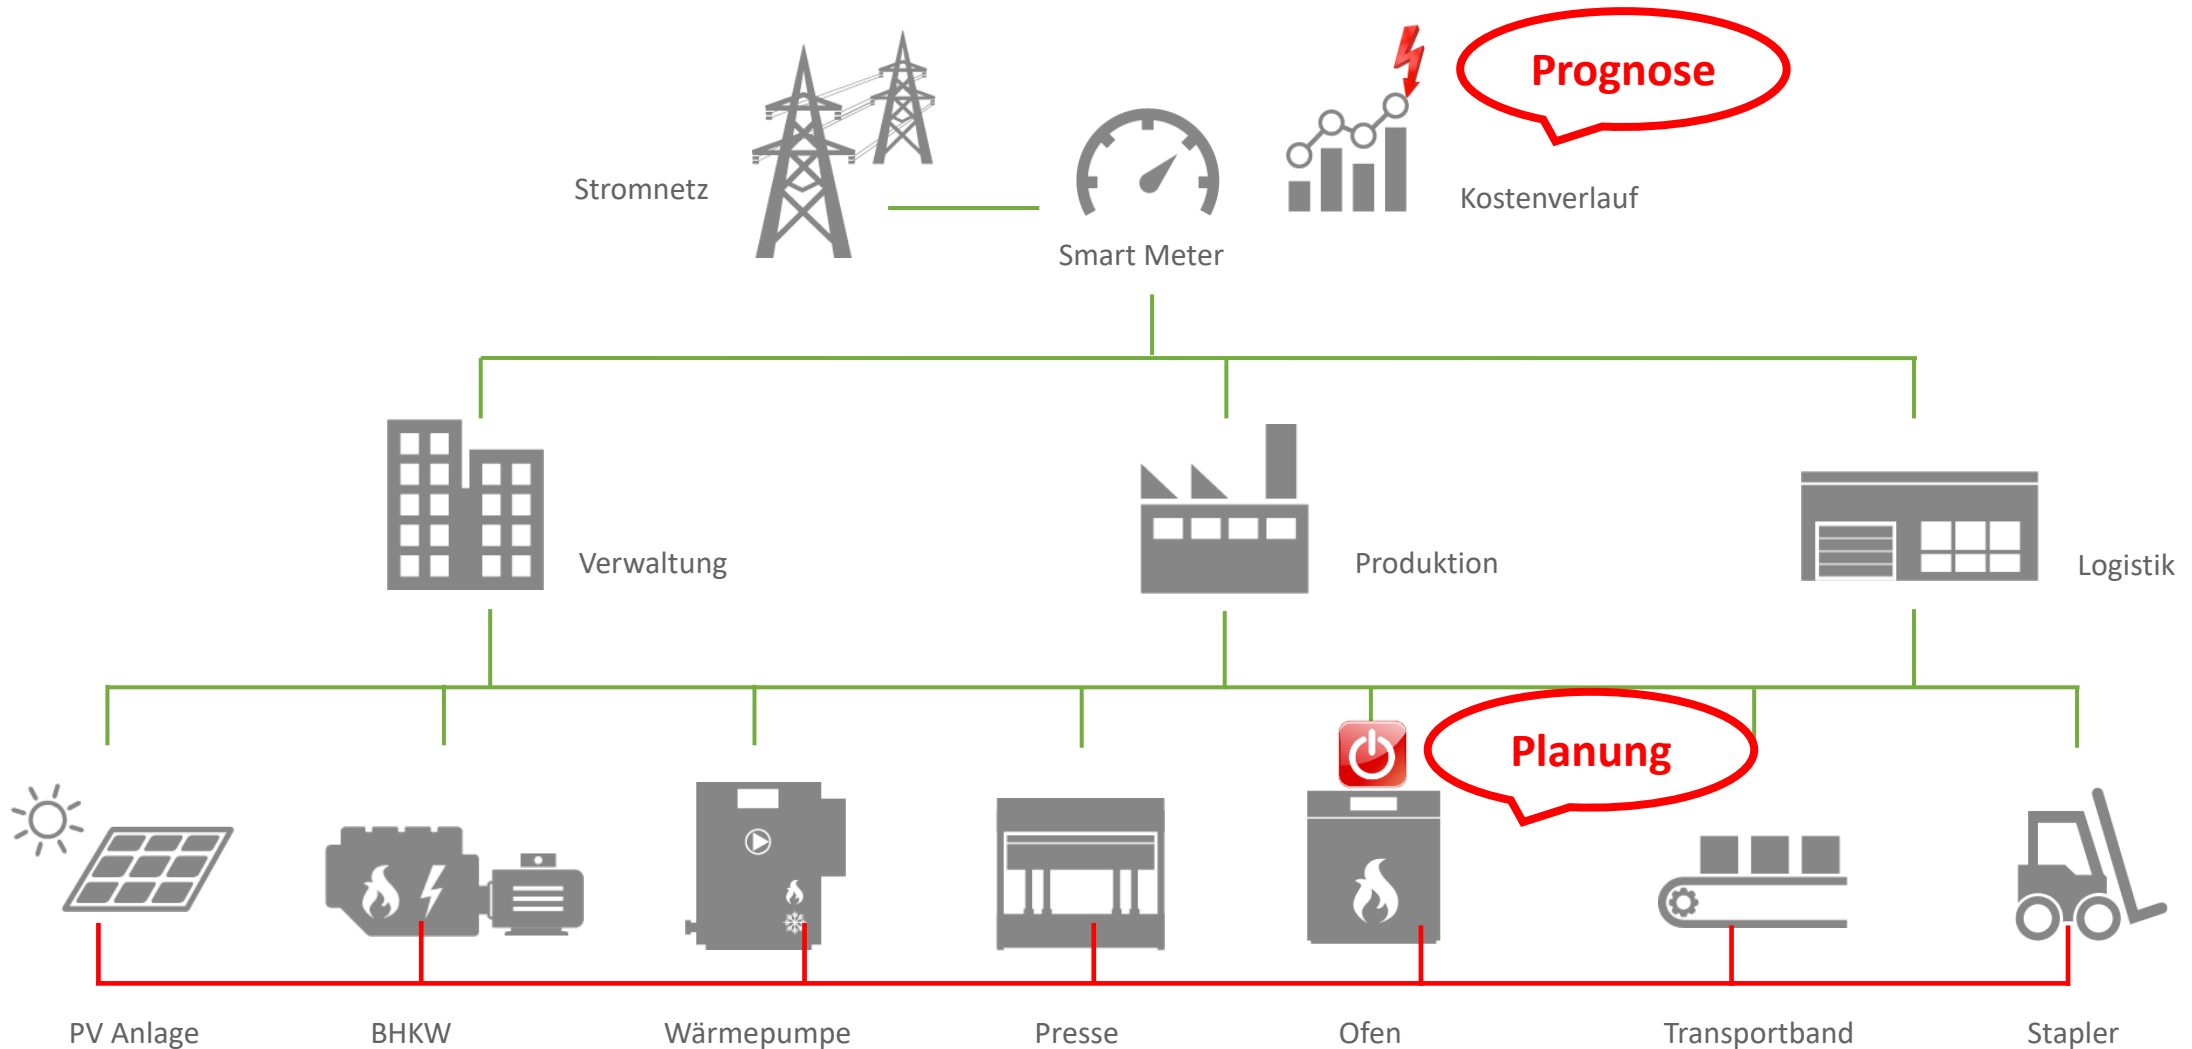 Prognose
Stromnetz
Kostenverlauf
Smart Meter
Verwaltung
Produktion
Logistik
Planung
PV Anlage
BHKW
Wärmepumpe
Presse
Ofen
Transportband
Stapler